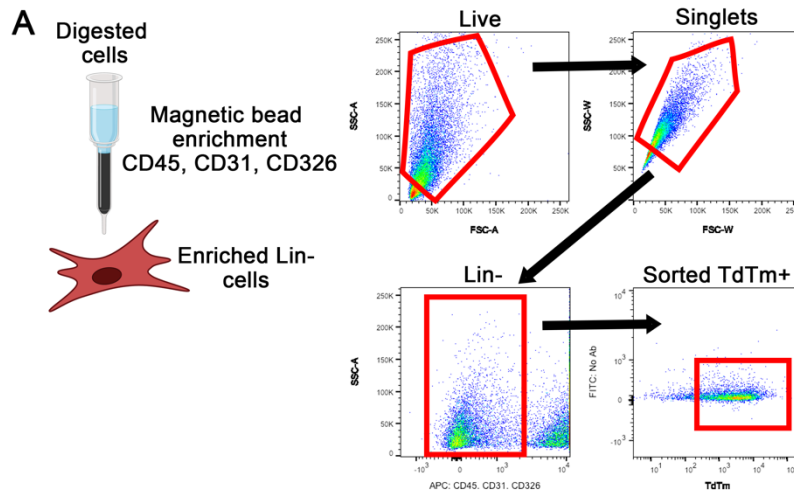 A
Digested
cells
Magnetic bead
enrichment
CD45, CD31, CD326
Enriched Lin-
cells
Live
250K
200K
150K
100K
50K
0
SSC-A
0 50K 100K 150K 200K 250K
FSC-A
Singlets
250K
200K
150K
100K
50K
SSC-W
0 50K 100K 150K 200K 250K
FSC-W
Lin-
250K
200K
150K
100K
50K
0
SSC-A
-10³ 0 10³ 10⁴
APC: CD45, CD31, CD326
Sorted TdTm+
10⁴
10³
0
-10³
FITC: No Ab
10¹ 10² 10³ 10⁴ 10⁵
TdTm